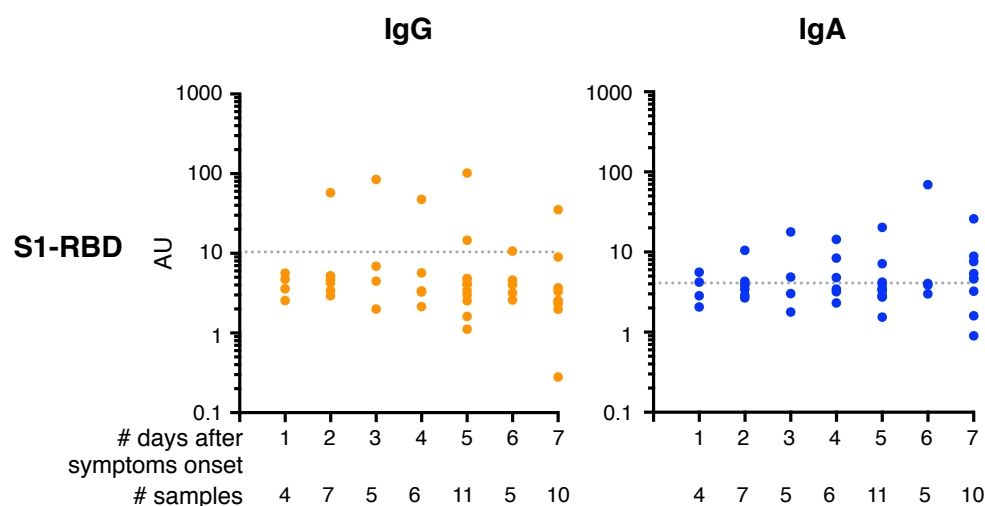 IgG
IgA
S1-RBD
AU
1000
100
10
1
0.1
1000
100
10
1
0.1
# days after 1 2 3 4 5 6 7
symptoms onset
# samples 4 7 5 6 11 5 10
1 2 3 4 5 6 7
4 7 5 6 11 5 10